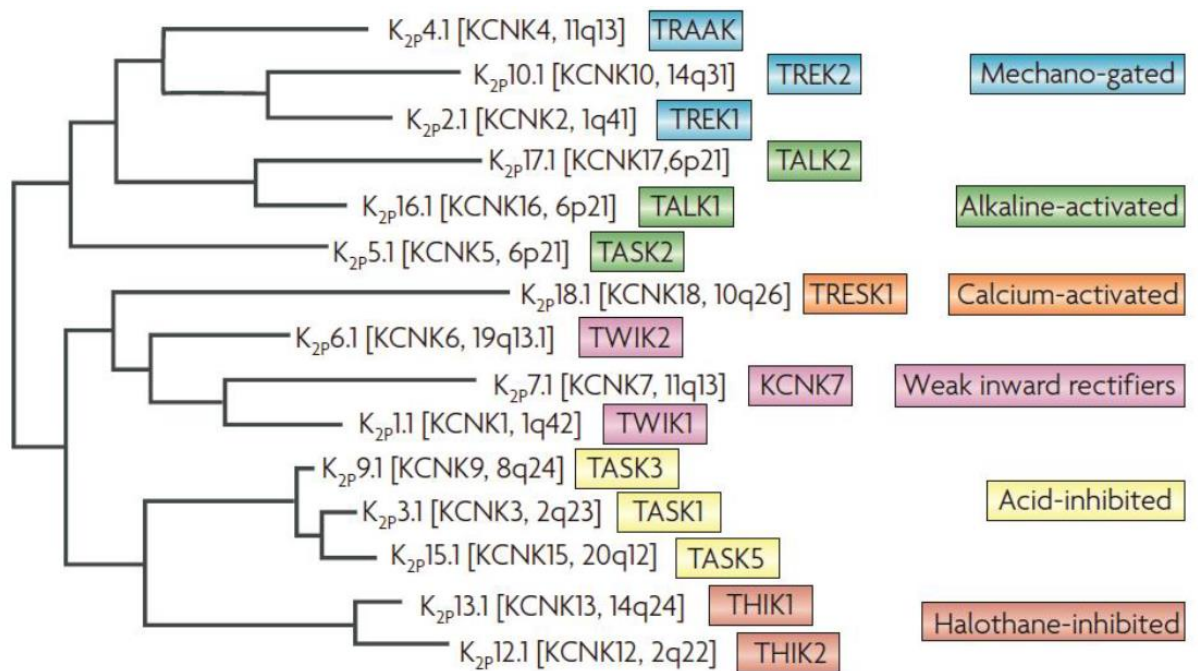 K2P4.1 [KCNK4, 11q13] TRAAK
K2P10.1 [KCNK10, 14q31] TREK2 Mechano-gated
K2P2.1 [KCNK2, 1q41] TREK1
K2P17.1 [KCNK17,6p21] TALK2
K2P16.1 [KCNK16, 6p21] TALK1 Alkaline-activated
K2P5.1 [KCNK5, 6p21] TASK2
K2P18.1 [KCNK18, 10q26] TRESK1 Calcium-activated
K2P6.1 [KCNK6, 19q13.1] TWIK2
K2P7.1 [KCNK7, 11q13] KCNK7 Weak inward rectifiers
K2P1.1 [KCNK1, 1q42] TWIK1
K2P9.1 [KCNK9, 8q24] TASK3
K2P3.1 [KCNK3, 2q23] TASK1 Acid-inhibited
K2P15.1 [KCNK15, 20q12] TASK5
K2P13.1 [KCNK13, 14q24] THIK1
Halothane-inhibited
K2P12.1 [KCNK12, 2q22] THIK2